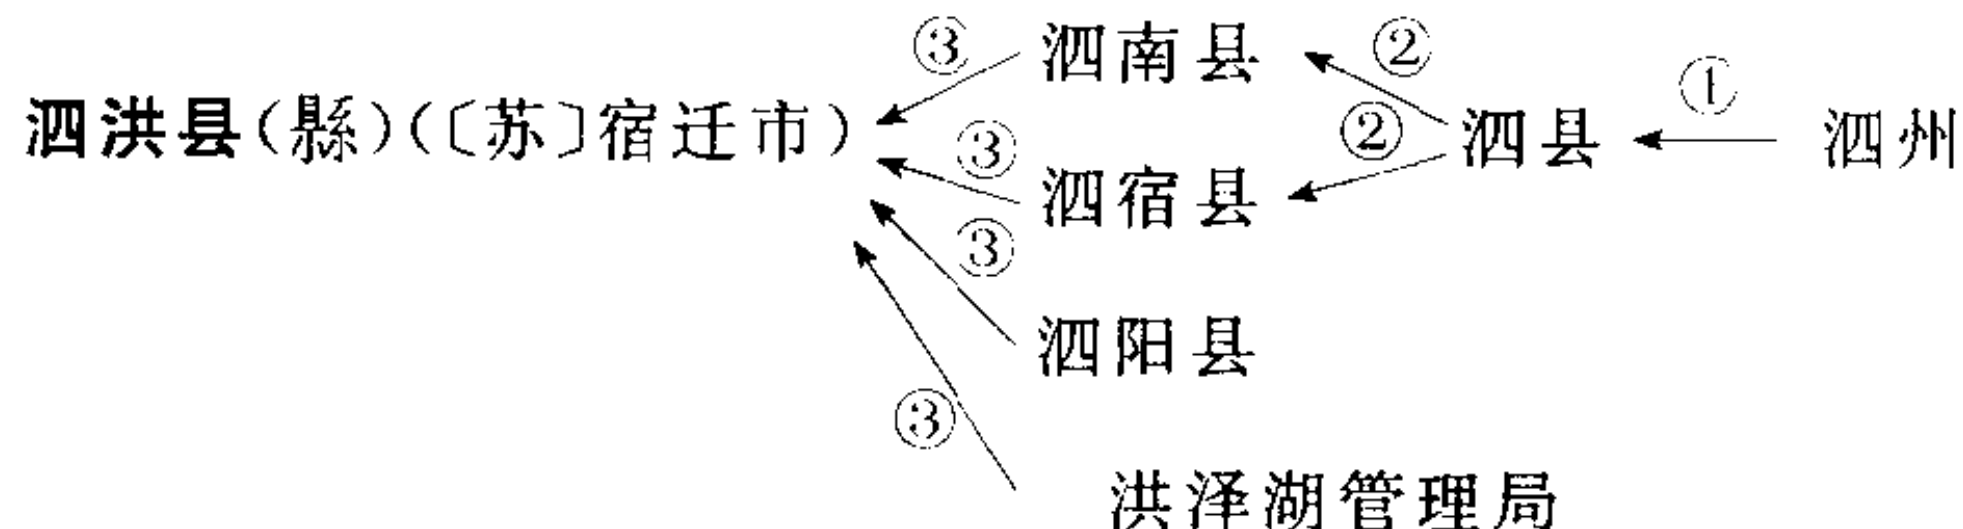 ③ 泗南县 ② ①
泗洪县(縣)(〔苏〕宿迁市) ③ ② 泗县 泗州
泗宿县
③
泗阳县
③
洪泽湖管理局